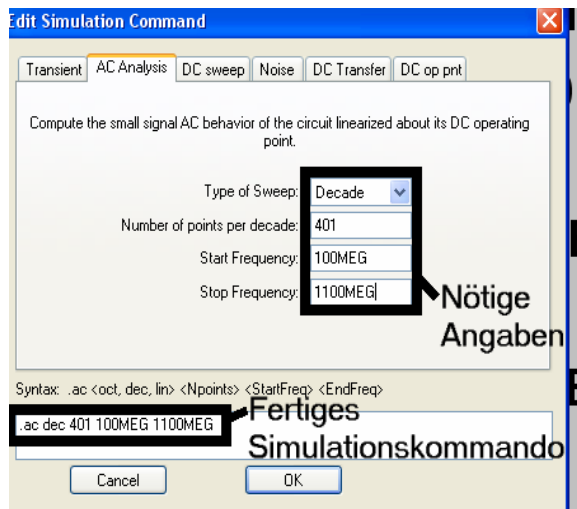 Edit Simulation Command
Transient AC Analysis DC sweep Noise DC Transfer DC op pnt
Compute the small signal AC behavior of the circuit linearized about its DC operating
point.
Type of Sweep: Decade
Number of points per decade: 401
Start Frequency: 100MEG
Stop Frequency: 1100MEG
Nötige
Angaben
Syntax: .ac <oct, dec, lin> <Npoints> <StartFreq> <EndFreq>
.ac dec 401 100MEG 1100MEG
Fertiges
Simulationskommando
Cancel OK